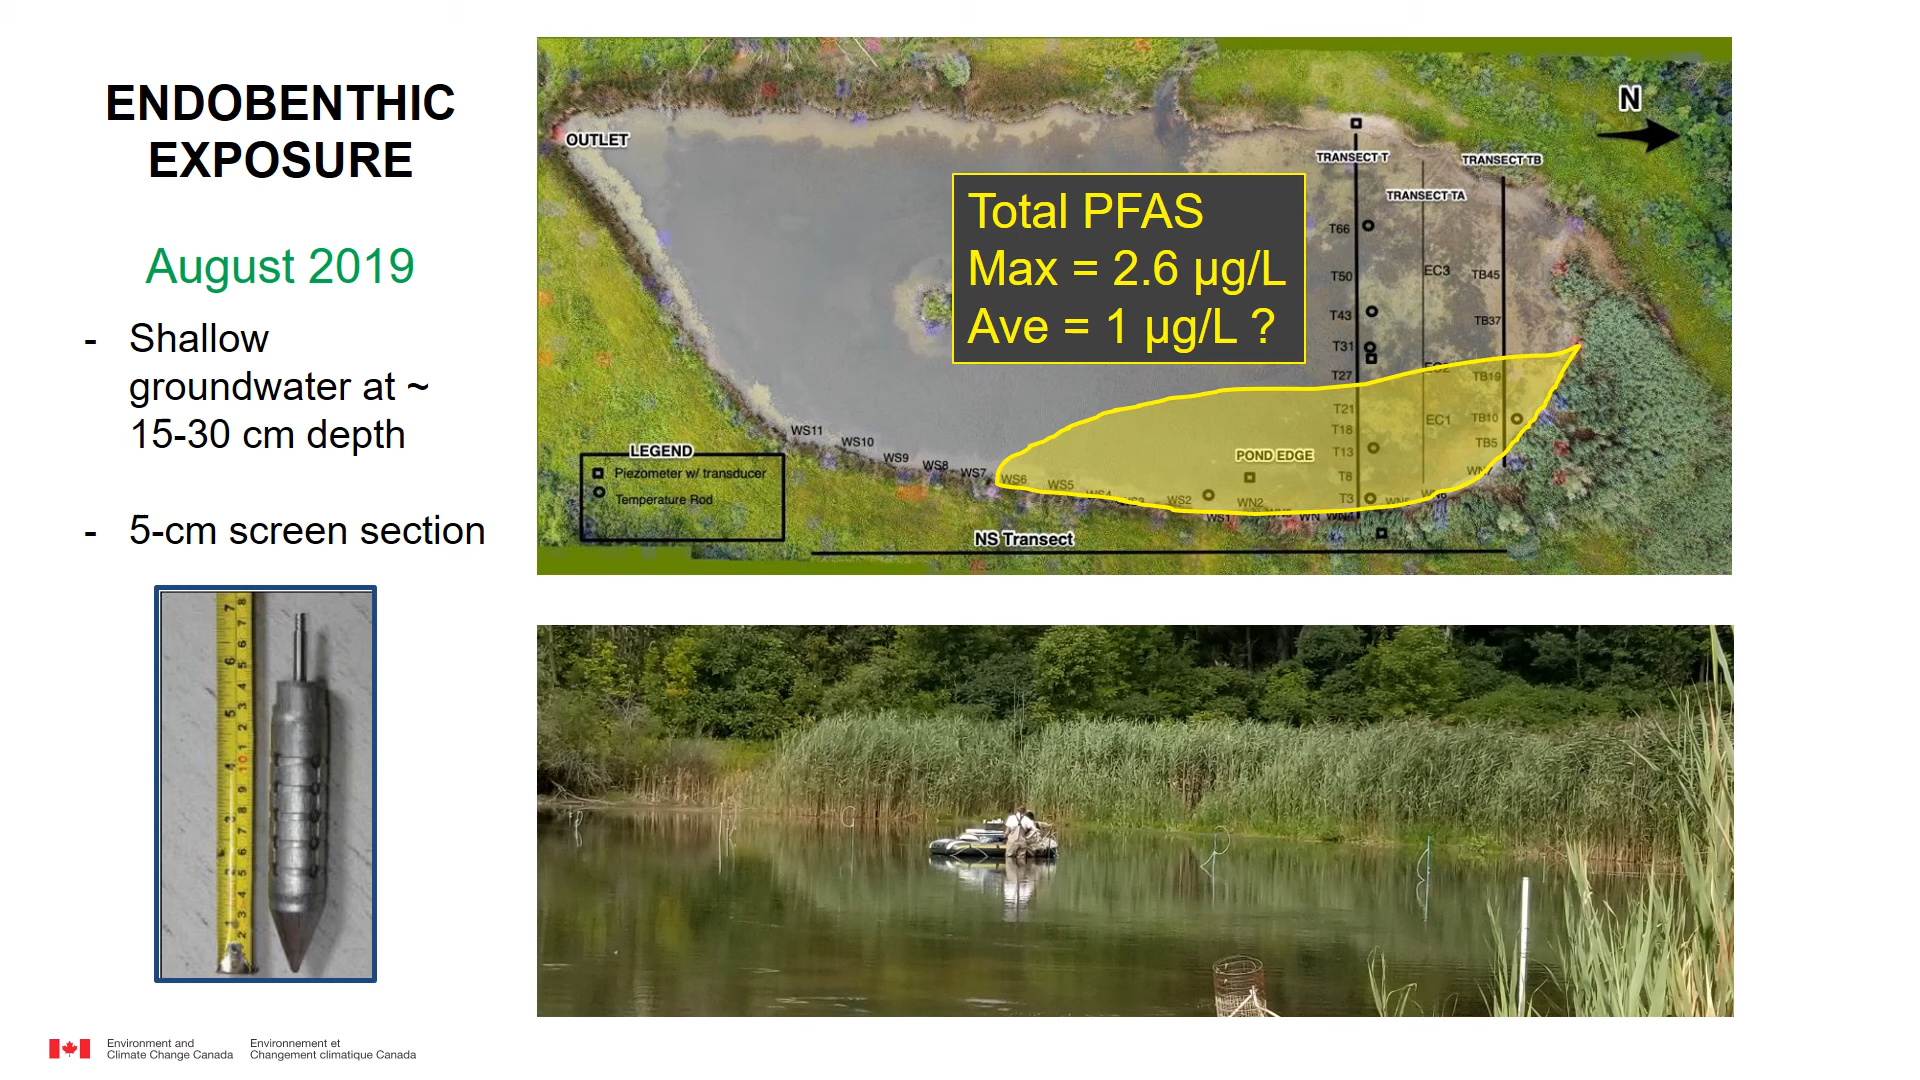 ENDOBENTHIC
EXPOSURE
August 2019
- Shallow
groundwater at ~
15-30 cm depth
- 5-cm screen section
N
OUTLET
TRANSECT T
TRANSECT TB
TRANSECT TA
Total PFAS
Max = 2.6 µg/L
Ave = 1 µg/L ?
T66
T50
EC3
TB45
T43
TB37
T31
T27
EC2
TB19
T21
EC1
TB10
T18
TB5
T13
T8
T3
WS11
WS10
WS9
WS8
WS7
WS6
WS5
WS4
WS3
WS2
WS1
WN2
POND EDGE
LEGEND
Piezometer w/ transducer
Temperature Rod
NS Transect
Environment and
Climate Change Canada
Environnement et
Changement climatique Canada